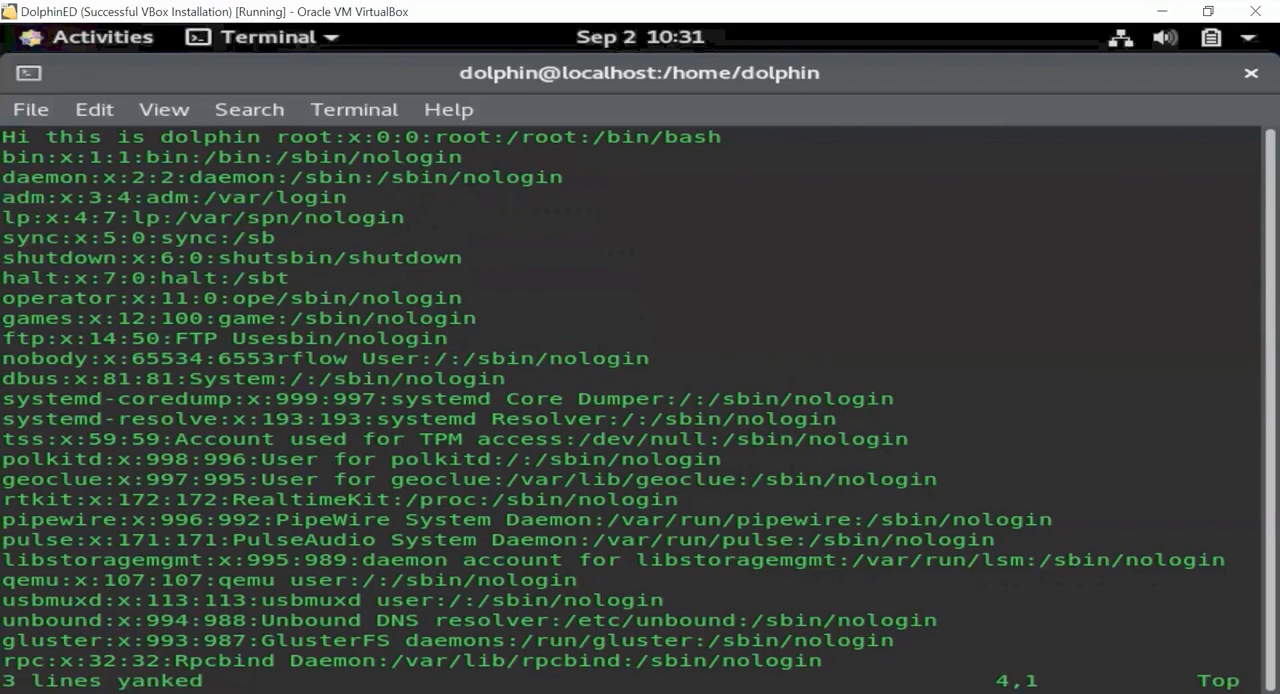 DolphinED (Successful VBox Installation) [Running] - Oracle VM VirtualBox
Activities Terminal Sep 2 10:31
dolphin@localhost:/home/dolphin
File Edit View Search Terminal Help
Hi this is dolphin root:x:0:0:root:/root:/bin/bash
bin:x:1:1:bin:/bin:/sbin/nologin
daemon:x:2:2:daemon:/sbin:/sbin/nologin
adm:x:3:4:adm:/var/login
lp:x:4:7:lp:/var/spn/nologin
sync:x:5:0:sync:/sb
shutdown:x:6:0:shutsbin/shutdown
halt:x:7:0:halt:/sbt
operator:x:11:0:ope/sbin/nologin
games:x:12:100:game:/sbin/nologin
ftp:x:14:50:FTP Usesbin/nologin
nobody:x:65534:6553rflow User:/:/sbin/nologin
dbus:x:81:81:System:/:/sbin/nologin
systemd-coredump:x:999:997:systemd Core Dumper:/:/sbin/nologin
systemd-resolve:x:193:193:systemd Resolver:/:/sbin/nologin
tss:x:59:59:Account used for TPM access:/dev/null:/sbin/nologin
polkitd:x:998:996:User for polkitd:/:/sbin/nologin
geoclue:x:997:995:User for geoclue:/var/lib/geoclue:/sbin/nologin
rtkit:x:172:172:RealtimeKit:/proc:/sbin/nologin
pipewire:x:996:992:PipeWire System Daemon:/var/run/pipewire:/sbin/nologin
pulse:x:171:171:PulseAudio System Daemon:/var/run/pulse:/sbin/nologin
libstoragemgmt:x:995:989:daemon account for libstoragemgmt:/var/run/lsm:/sbin/nologin
qemu:x:107:107:qemu user:/:/sbin/nologin
usbmuxd:x:113:113:usbmuxd user:/:/sbin/nologin
unbound:x:994:988:Unbound DNS resolver:/etc/unbound:/sbin/nologin
gluster:x:993:987:GlusterFS daemons:/run/gluster:/sbin/nologin
rpc:x:32:32:Rpcbind Daemon:/var/lib/rpcbind:/sbin/nologin
3 lines yanked 4,1 Top